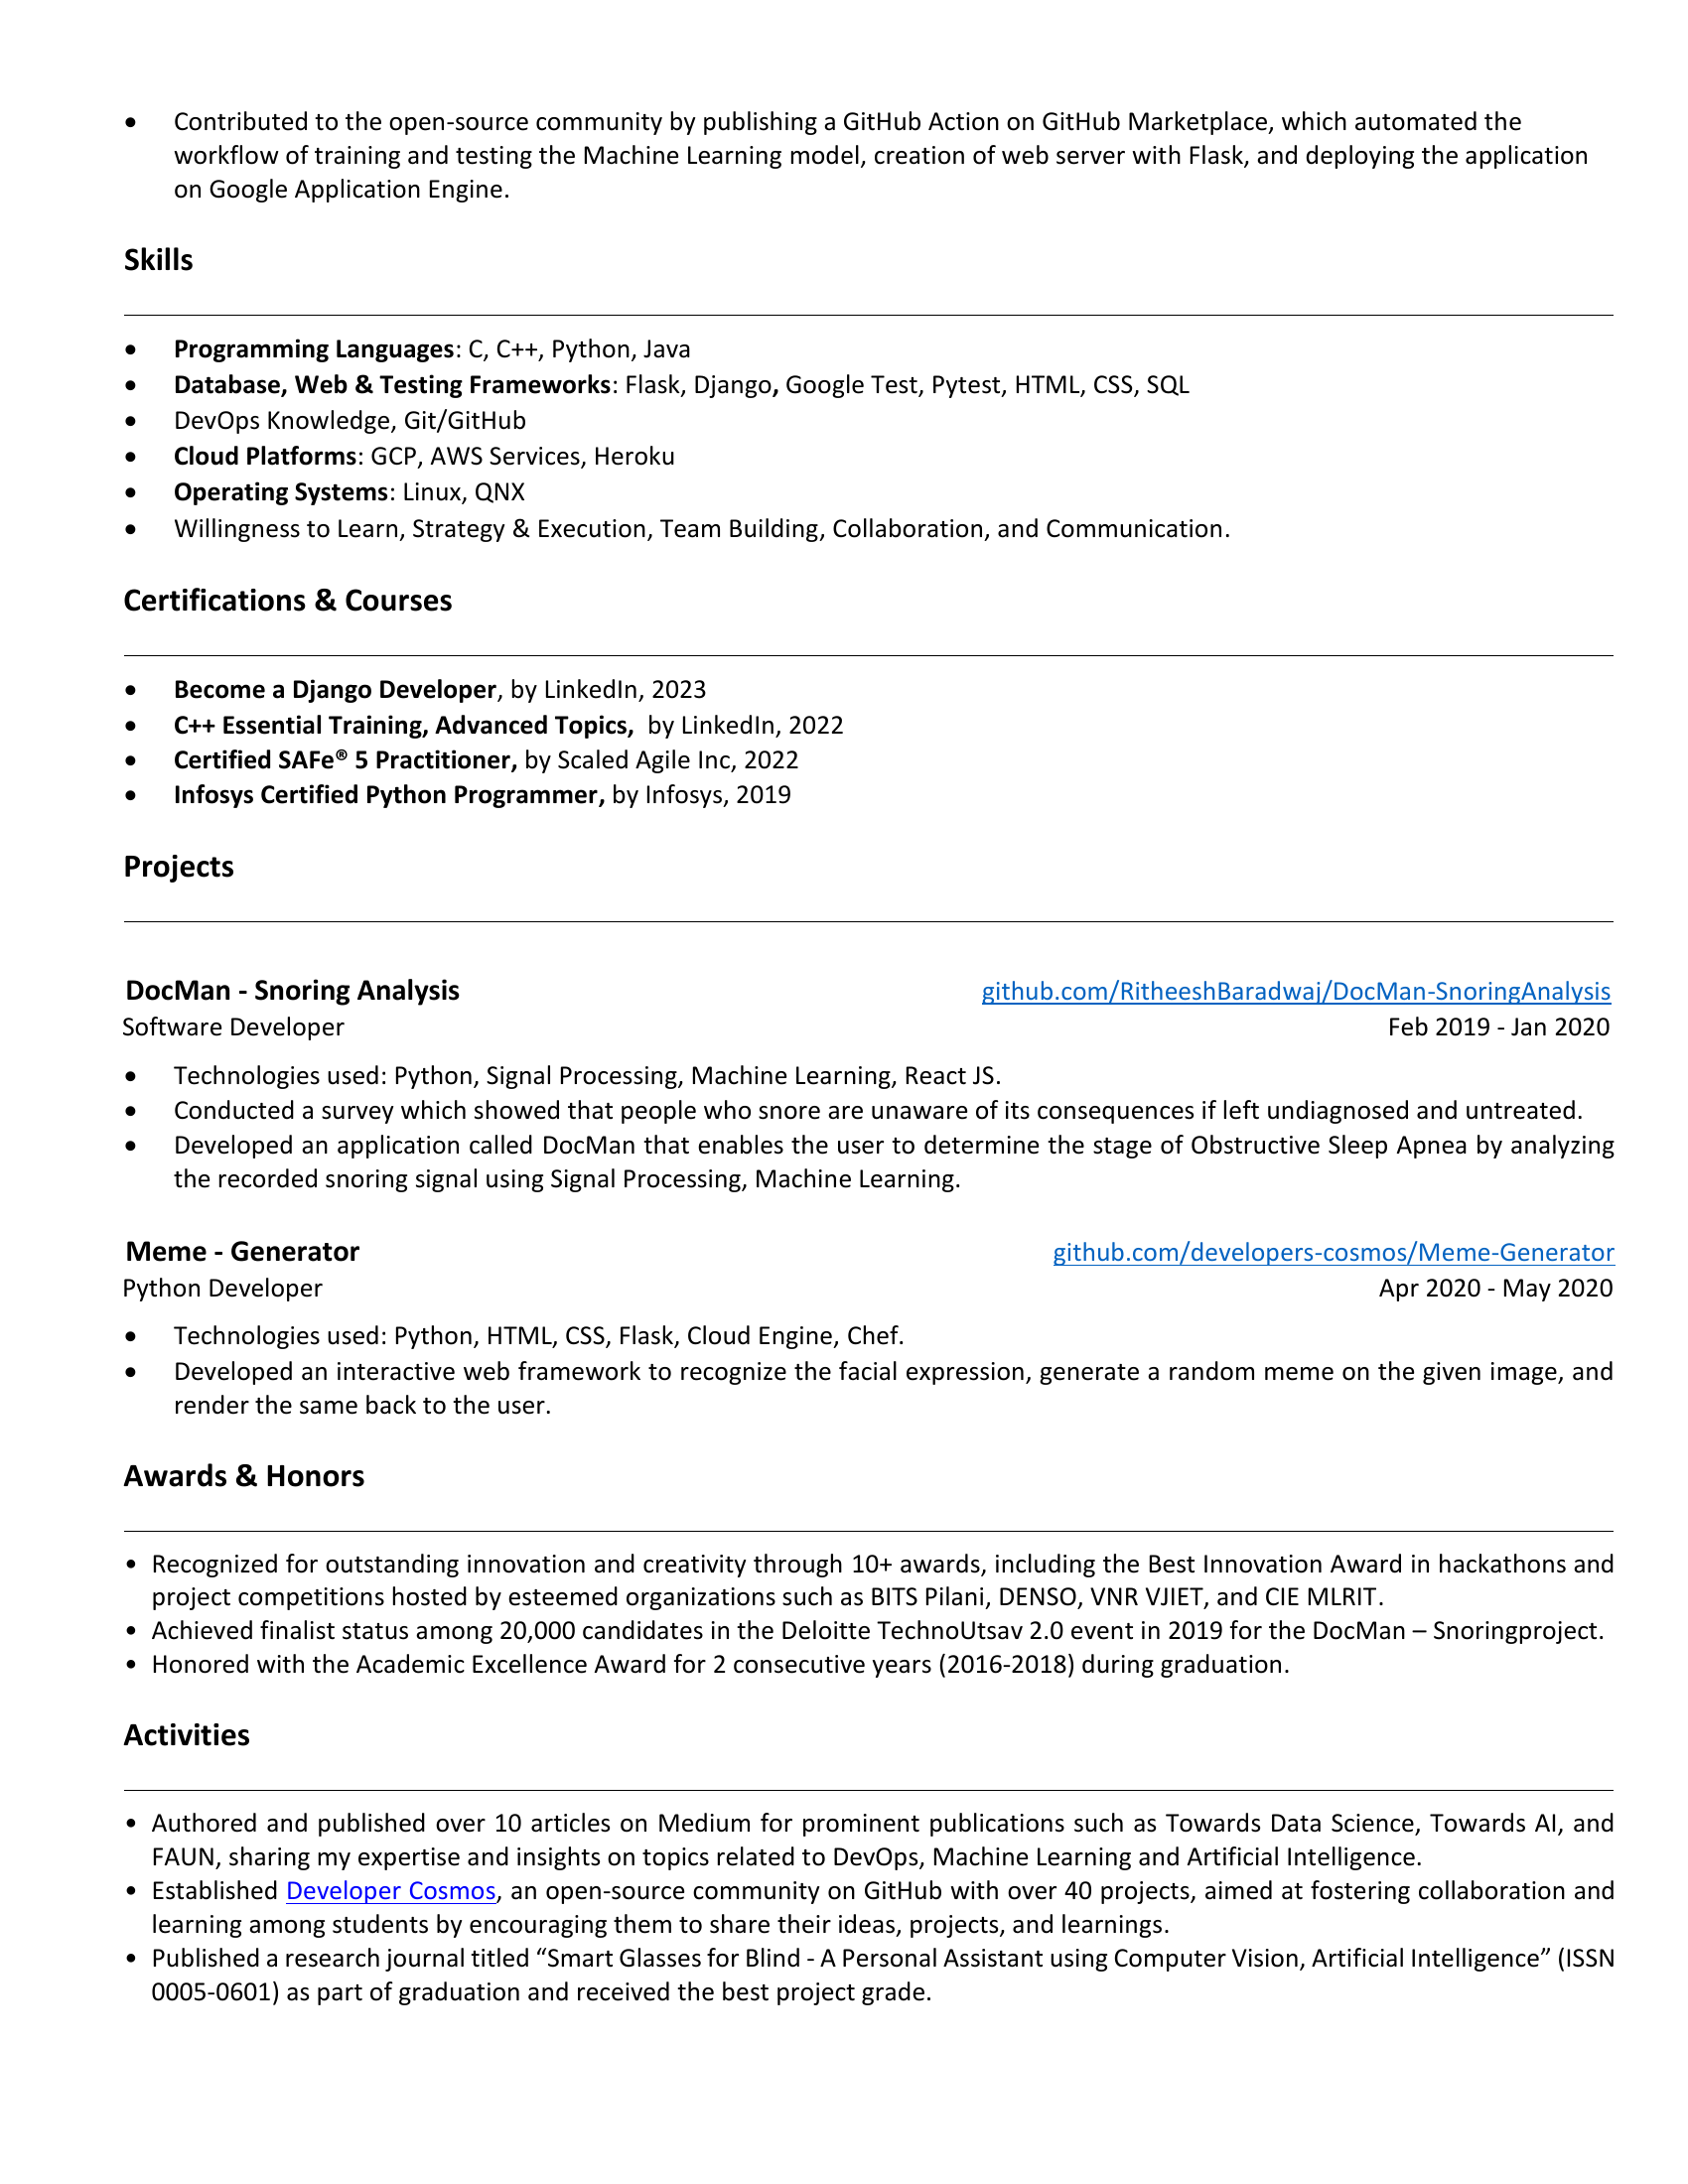 • Contributed to the open-source community by publishing a GitHub Action on GitHub Marketplace, which automated the
workflow of training and testing the Machine Learning model, creation of web server with Flask, and deploying the application
on Google Application Engine.
Skills
• Programming Languages: C, C++, Python, Java
• Database, Web & Testing Frameworks: Flask, Django, Google Test, Pytest, HTML, CSS, SQL
• DevOps Knowledge, Git/GitHub
• Cloud Platforms: GCP, AWS Services, Heroku
• Operating Systems: Linux, QNX
• Willingness to Learn, Strategy & Execution, Team Building, Collaboration, and Communication.
Certifications & Courses
• Become a Django Developer, by LinkedIn, 2023
• C++ Essential Training, Advanced Topics, by LinkedIn, 2022
• Certified SAFe® 5 Practitioner, by Scaled Agile Inc, 2022
• Infosys Certified Python Programmer, by Infosys, 2019
Projects
DocMan - Snoring Analysis github.com/RitheeshBaradwaj/DocMan-SnoringAnalysis
Software Developer Feb 2019 - Jan 2020
• Technologies used: Python, Signal Processing, Machine Learning, React JS.
• Conducted a survey which showed that people who snore are unaware of its consequences if left undiagnosed and untreated.
• Developed an application called DocMan that enables the user to determine the stage of Obstructive Sleep Apnea by analyzing
the recorded snoring signal using Signal Processing, Machine Learning.
Meme - Generator github.com/developers-cosmos/Meme-Generator
Python Developer Apr 2020 - May 2020
• Technologies used: Python, HTML, CSS, Flask, Cloud Engine, Chef.
• Developed an interactive web framework to recognize the facial expression, generate a random meme on the given image, and
render the same back to the user.
Awards & Honors
• Recognized for outstanding innovation and creativity through 10+ awards, including the Best Innovation Award in hackathons and
project competitions hosted by esteemed organizations such as BITS Pilani, DENSO, VNR VJIET, and CIE MLRIT.
• Achieved finalist status among 20,000 candidates in the Deloitte TechnoUtsav 2.0 event in 2019 for the DocMan – Snoringproject.
• Honored with the Academic Excellence Award for 2 consecutive years (2016-2018) during graduation.
Activities
• Authored and published over 10 articles on Medium for prominent publications such as Towards Data Science, Towards AI, and
FAUN, sharing my expertise and insights on topics related to DevOps, Machine Learning and Artificial Intelligence.
• Established Developer Cosmos, an open-source community on GitHub with over 40 projects, aimed at fostering collaboration and
learning among students by encouraging them to share their ideas, projects, and learnings.
• Published a research journal titled “Smart Glasses for Blind - A Personal Assistant using Computer Vision, Artificial Intelligence” (ISSN
0005-0601) as part of graduation and received the best project grade.